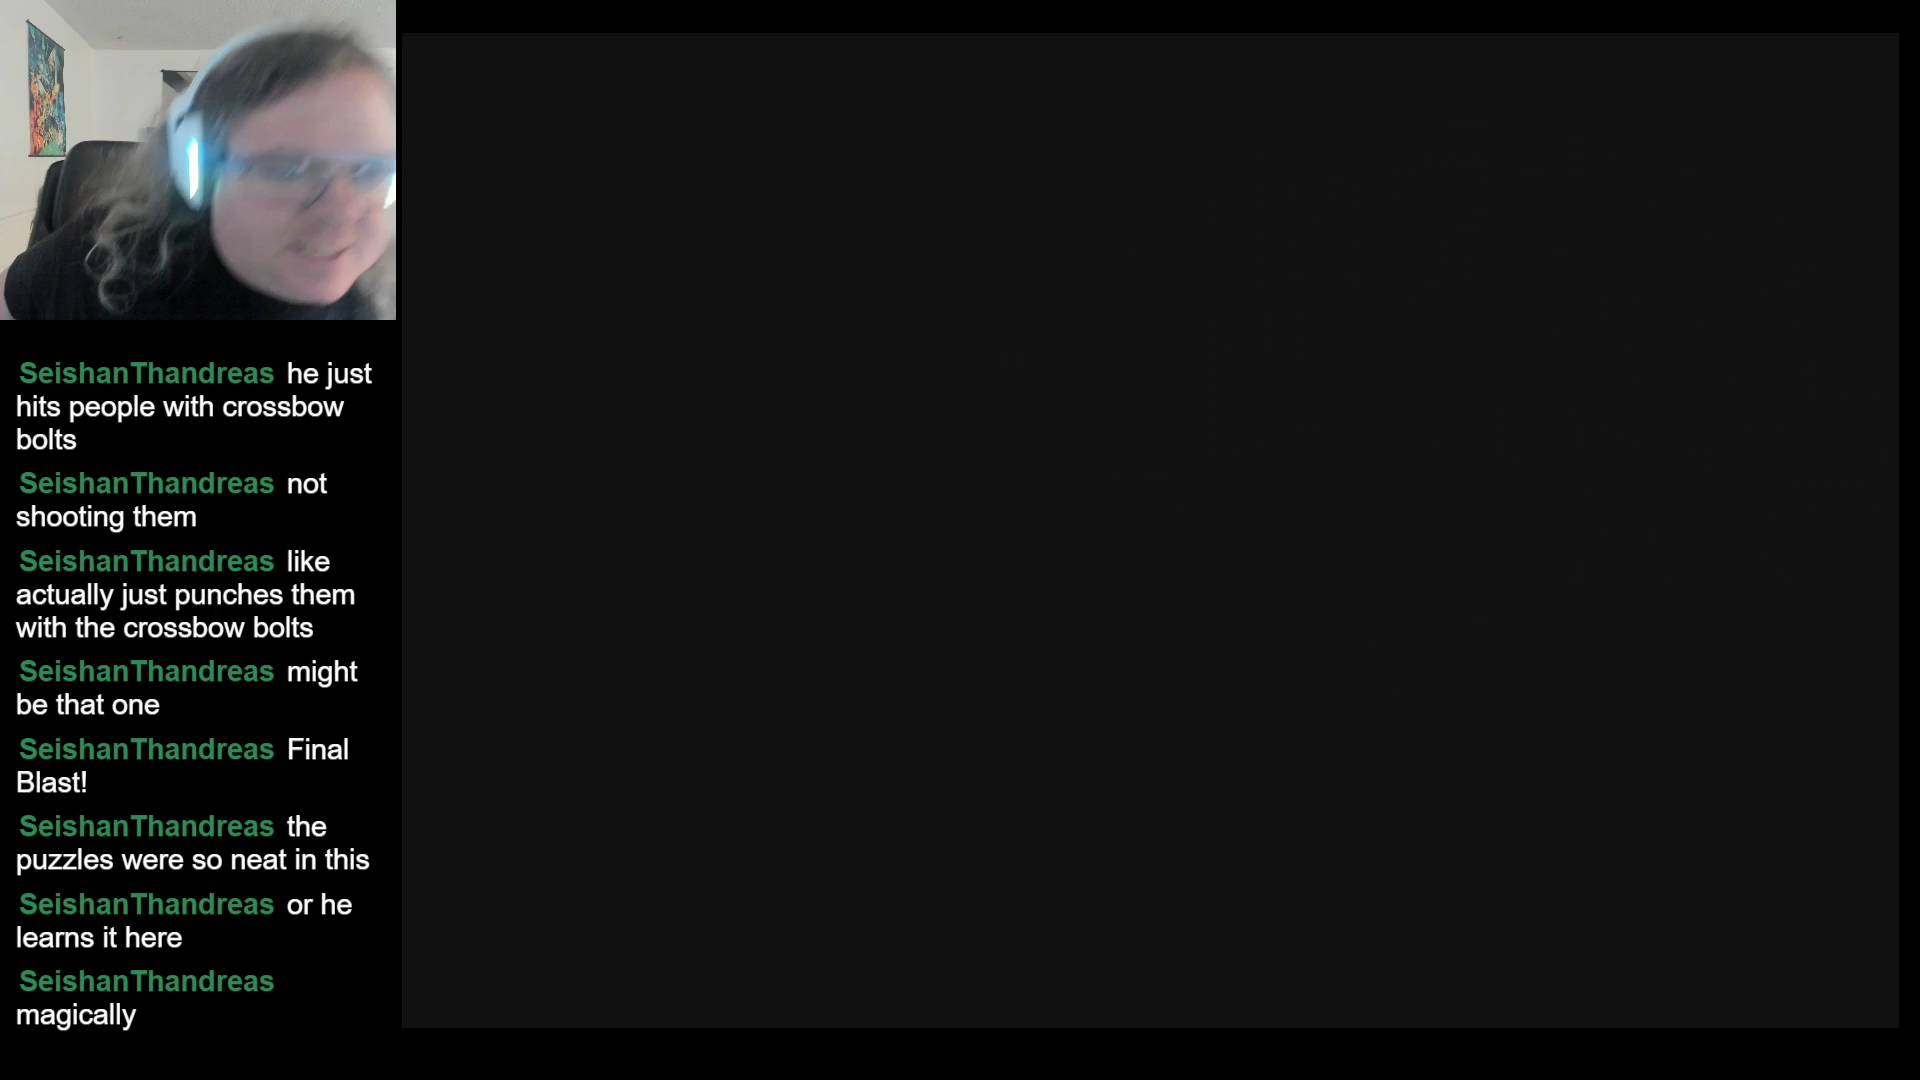 SeishanThandreas he just
hits people with crossbow
bolts
SeishanThandreas not
shooting them
SeishanThandreas like
actually just punches them
with the crossbow bolts
SeishanThandreas might
be that one
SeishanThandreas Final
Blast!
SeishanThandreas the
puzzles were so neat in this
SeishanThandreas or he
learns it here
SeishanThandreas
magically